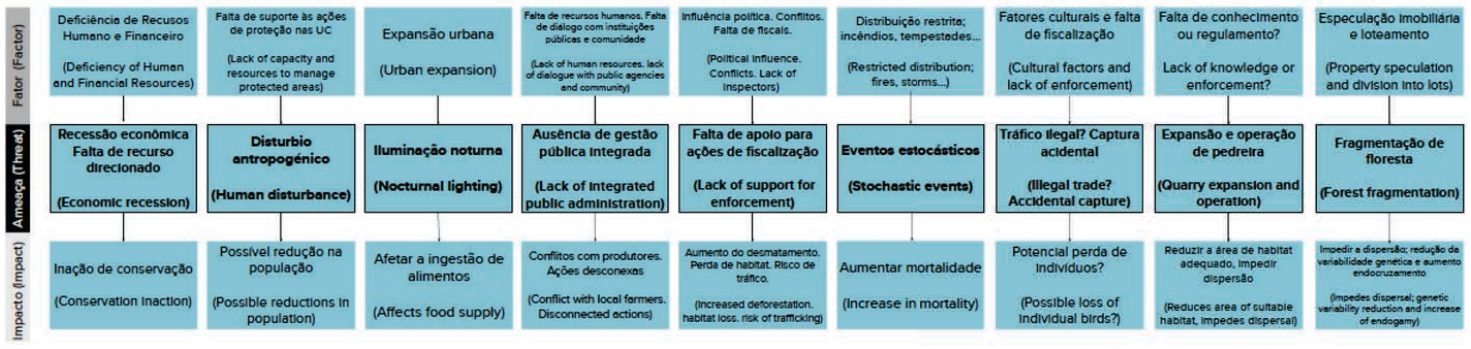 Fator (Factor)
Deficiência de Recusos
Humano e Financeiro
(Deficiency of Human
and Financial Resources)
Falta de suporte às ações
de proteção nas UC
(Lack of capacity and
resources to manage
protected areas)
Expansão urbana
(Urban expansion)
Falta de recursos humanos. Falta
de diálogo com instituições
públicas e comunidade
(Lack of human resources. lack
of dialogue with public agencies
and community)
Influência política. Conflitos.
Falta de fiscais.
(Political Influence.
Conflicts. Lack of
Inspectors)
Distribuição restrita;
incêndios, tempestades...
(Restricted distribution;
fires, storms...)
Fatores culturais e falta
de fiscalização
(Cultural factors and
lack of enforcement)
Falta de conhecimento
ou regulamento?
Lack of knowledge or
enforcement?
Especulação imobiliária
e loteamento
(Property speculation
and division into lots)
Ameaça (Threat)
Recessão econômica
Falta de recurso
direcionado
(Economic recession)
Disturbio
antropogénico
(Human disturbance)
Iluminação noturna
(Nocturnal lighting)
Ausência de gestão
pública integrada
(Lack of integrated
public administration)
Falta de apoio para
ações de fiscalização
(Lack of support for
enforcement)
Eventos estocásticos
(Stochastic events)
Tráfico ilegal? Captura
acidental
(Illegal trade?
Accidental capture)
Expansão e operação
de pedreira
(Quarry expansion and
operation)
Fragmentação de
floresta
(Forest fragmentation)
Impacto (Impact)
Inação de conservação
(Conservation inaction)
Possível redução na
população
(Possible reductions in
population)
Afetar a ingestão de
alimentos
(Affects food supply)
Conflitos com produtores.
Ações desconexas
(Conflict with local farmers.
Disconnected actions)
Aumento do desmatamento.
Perda de habitat. Risco de
tráfico.
(Increased deforestation.
habitat loss. risk of trafficking)
Aumentar mortalidade
(Increase in mortality)
Potencial perda de
indivíduos?
(Possible loss of
individual birds?)
Reduzir a área de habitat
adequado, impedir
dispersão
(Reduces area of suitable
habitat, impedes dispersal)
Impedir a dispersão; redução da
variabilidade genética e aumento
endocruzamento
(Impedes dispersal; genetic
variability reduction and increase
of endogamy)